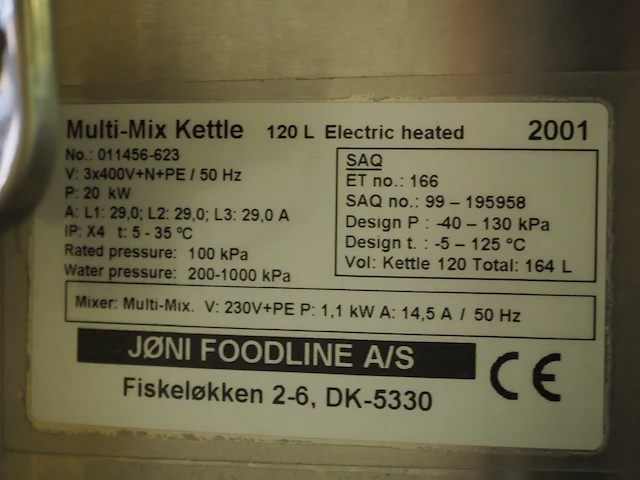 Multi-Mix Kettle 120 L Electric heated 2001
No.: 011456-623
V: 3x400V+N+PE / 50 Hz
P: 20 kW
A: L1: 29,0; L2: 29,0; L3: 29,0 A
IP: X4 t: 5 - 35 ºC
Rated pressure: 100 kPa
Water pressure: 200-1000 kPa
SAQ
ET no.: 166
SAQ no.: 99 – 195958
Design P : -40 – 130 kPa
Design t. : -5 – 125 ºC
Vol: Kettle 120 Total: 164 L
Mixer: Multi-Mix. V: 230V+PE P: 1,1 kW A: 14,5 A / 50 Hz
JØNI FOODLINE A/S
Fiskeløkken 2-6, DK-5330
CE